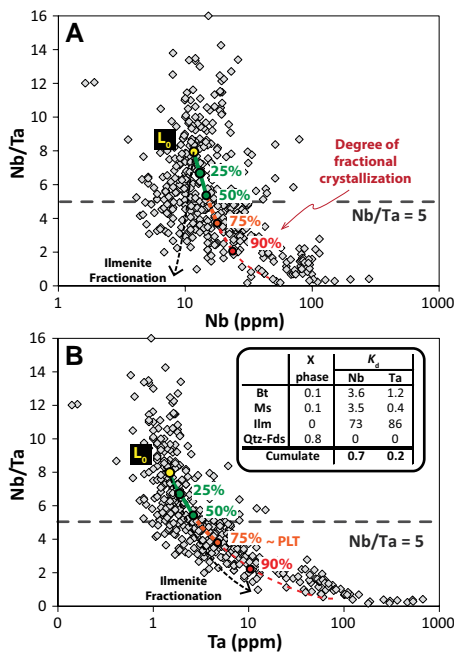 A
16
14
12
10
8
6
4
2
0
Nb/Ta
L₀
25%
50%
75%
90%
Degree of
fractional
crystallization
Nb/Ta = 5
Ilmenite
Fractionation
1
10
100
1000
Nb (ppm)
B
16
14
12
10
8
6
4
2
0
Nb/Ta
X
phase
Kd
Nb
Ta
Bt 0.1 3.6 1.2
Ms 0.1 3.5 0.4
Ilm 0 73 86
Qtz-Fds 0.8 0 0
Cumulate 0.7 0.2
L₀
25%
50%
75% ~ PLT
90%
Nb/Ta = 5
Ilmenite
Fractionation
1
10
100
1000
Ta (ppm)